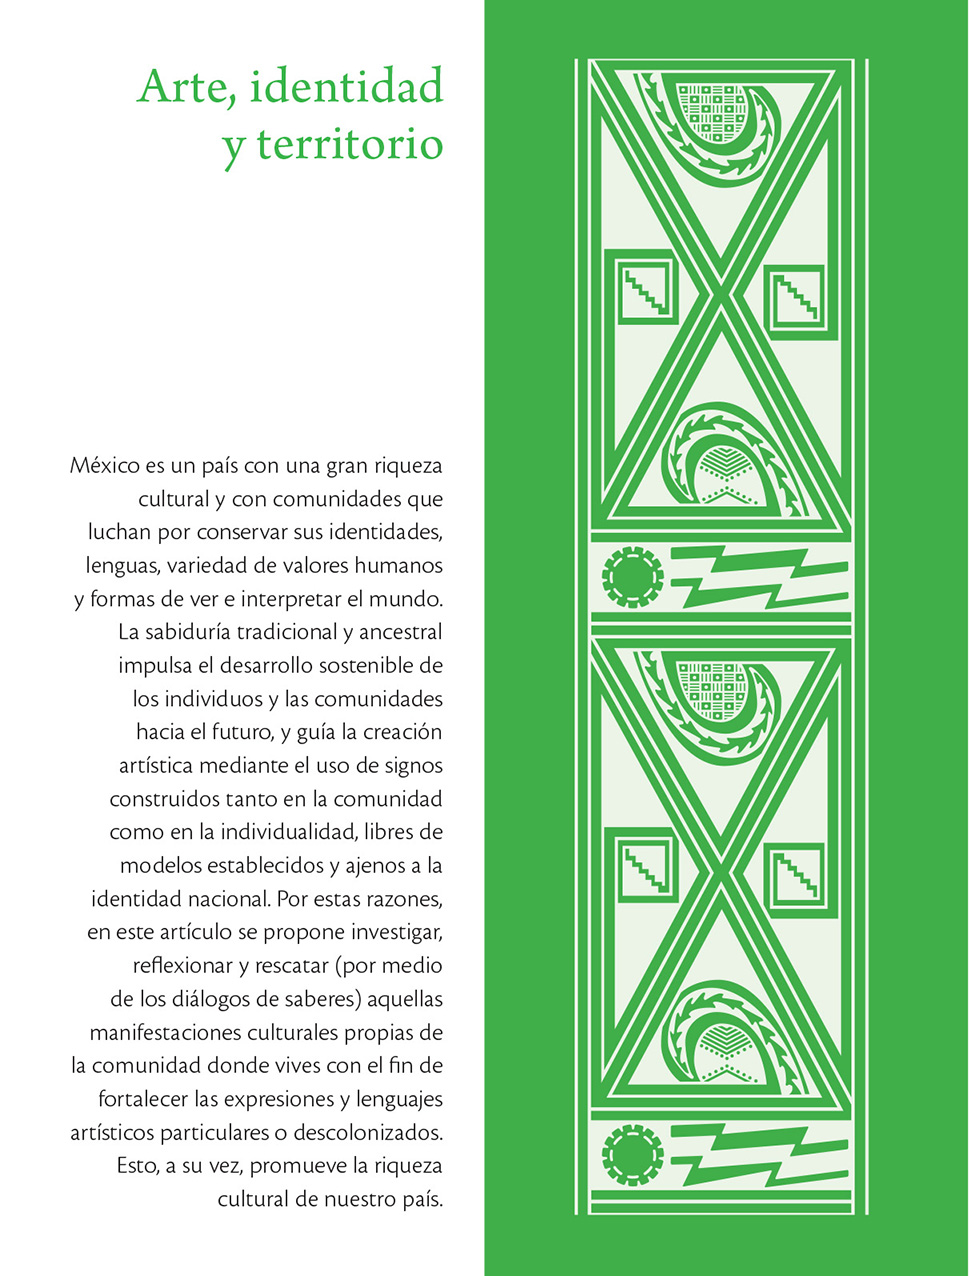 Arte, identidad
y territorio
México es un país con una gran riqueza
cultural y con comunidades que
luchan por conservar sus identidades,
lenguas, variedad de valores humanos
y formas de ver e interpretar el mundo.
La sabiduría tradicional y ancestral
impulsa el desarrollo sostenible de
los individuos y las comunidades
hacia el futuro, y guía la creación
artística mediante el uso de signos
construidos tanto en la comunidad
como en la individualidad, libres de
modelos establecidos y ajenos a la
identidad nacional. Por estas razones,
en este artículo se propone investigar,
reflexionar y rescatar (por medio
de los diálogos de saberes) aquellas
manifestaciones culturales propias de
la comunidad donde vives con el fin de
fortalecer las expresiones y lenguajes
artísticos particulares o descolonizados.
Esto, a su vez, promueve la riqueza
cultural de nuestro país.